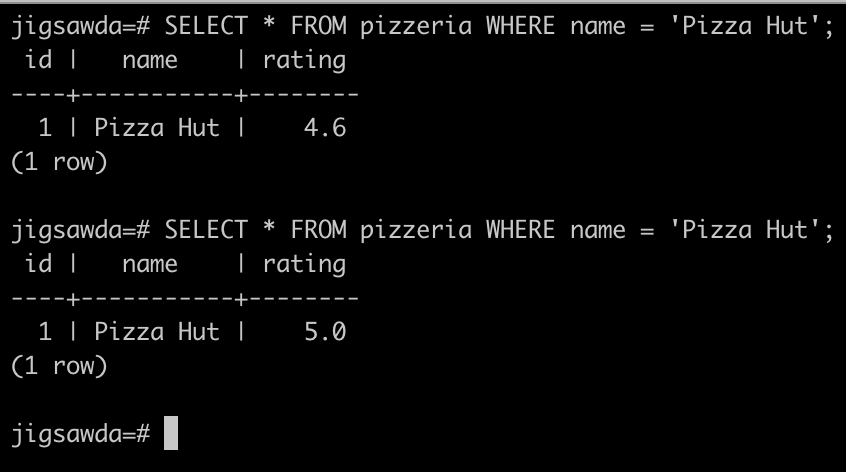 jigsawda=# SELECT * FROM pizzeria WHERE name = 'Pizza Hut';
 id |   name    | rating
----+-----------+--------
  1 | Pizza Hut |    4.6
(1 row)

jigsawda=# SELECT * FROM pizzeria WHERE name = 'Pizza Hut';
 id |   name    | rating
----+-----------+--------
  1 | Pizza Hut |    5.0
(1 row)

jigsawda=#